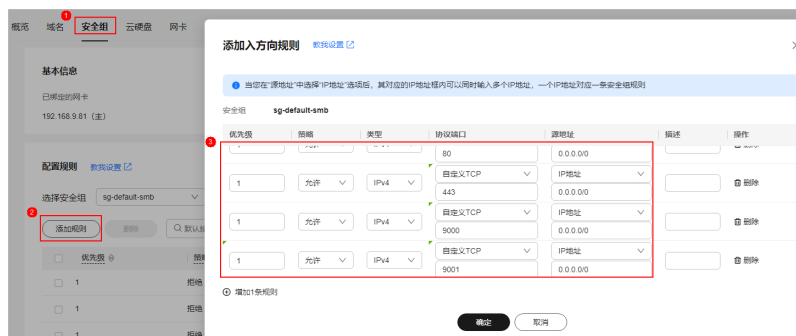 概览 域名 安全组 云硬盘 网卡
1
基本信息
已绑定的网卡
192.168.9.81（主）
配置规则 教我设置
选择安全组 sg-default-smb
2
添加规则 删除
优先级
1 拒绝
1 拒绝
1 拒绝
添加入方向规则 教我设置
当您在"源地址"中选择"IP地址"选项后，其对应的IP地址框内可以同时输入多个IP地址，一个IP地址对应一条安全组规则
安全组 sg-default-smb
优先级 策略 类型 协议端口 源地址 描述 操作
3
80 0.0.0.0/0
自定义TCP IP地址
1 允许 IPv4 443 0.0.0.0/0 删除
自定义TCP IP地址
1 允许 IPv4 9000 0.0.0.0/0 删除
自定义TCP IP地址
1 允许 IPv4 9001 0.0.0.0/0 删除
增加1条规则
确定 取消